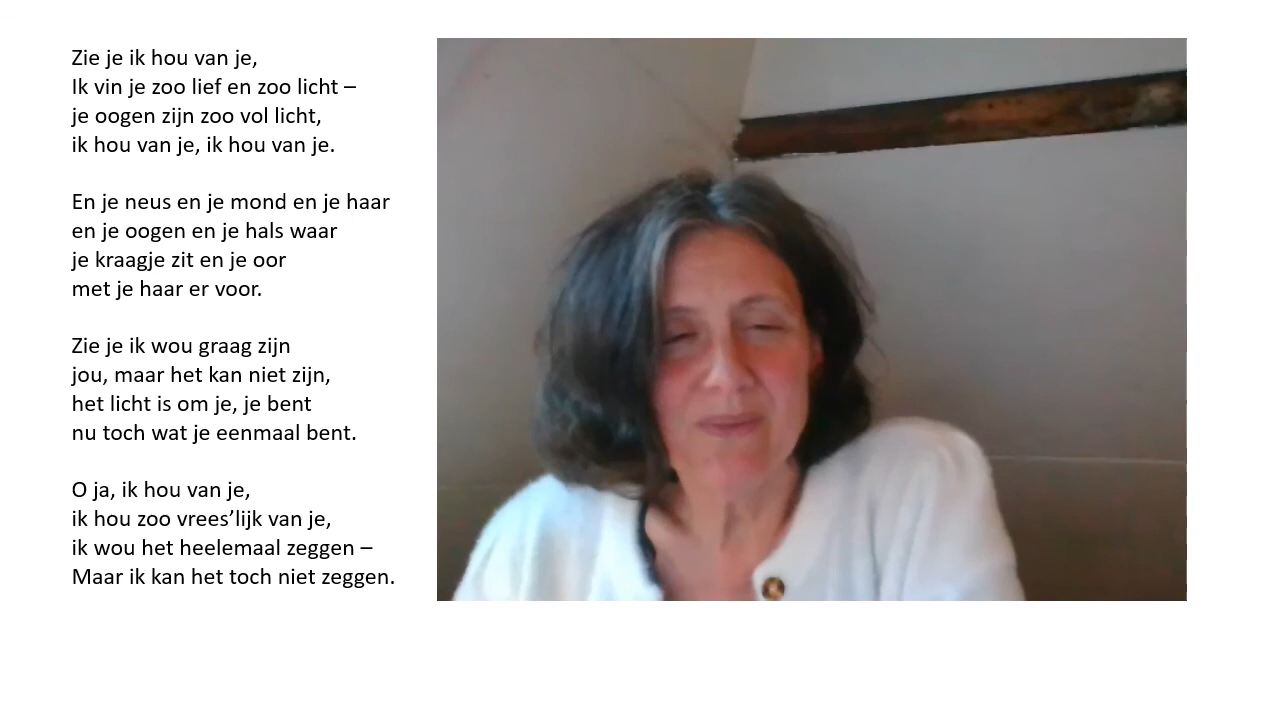 Zie je ik hou van je,
Ik vin je zoo lief en zoo licht –
je oogen zijn zoo vol licht,
ik hou van je, ik hou van je.

En je neus en je mond en je haar
en je oogen en je hals waar
je kraagje zit en je oor
met je haar er voor.

Zie je ik wou graag zijn
jou, maar het kan niet zijn,
het licht is om je, je bent
nu toch wat je eenmaal bent.

O ja, ik hou van je,
ik hou zoo vrees’lijk van je,
ik wou het heelemaal zeggen –
Maar ik kan het toch niet zeggen.